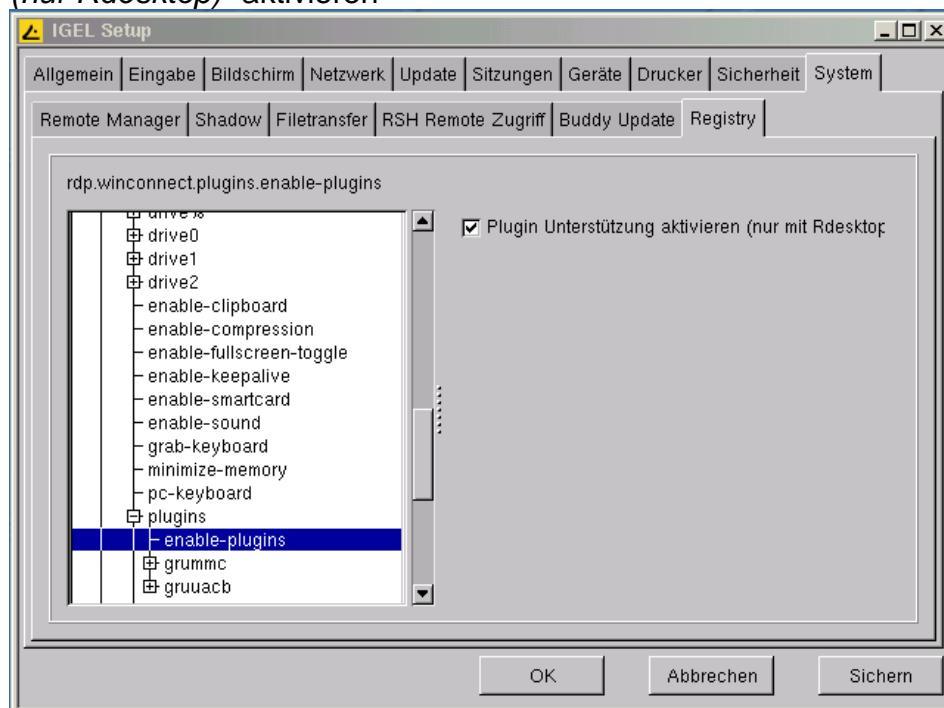 (nur Rdesktop)" aktivieren
IGEL Setup
Allgemein Eingabe Bildschirm Netzwerk Update Sitzungen Geräte Drucker Sicherheit System
Remote Manager Shadow Filetransfer RSH Remote Zugriff Buddy Update Registry
rdp.winconnect.plugins.enable-plugins
Plugin Unterstützung aktivieren (nur mit Rdesktop
drive0
drive1
drive2
enable-clipboard
enable-compression
enable-fullscreen-toggle
enable-keepalive
enable-smartcard
enable-sound
grab-keyboard
minimize-memory
pc-keyboard
plugins
enable-plugins
grummc
gruuacb
OK Abbrechen Sichern